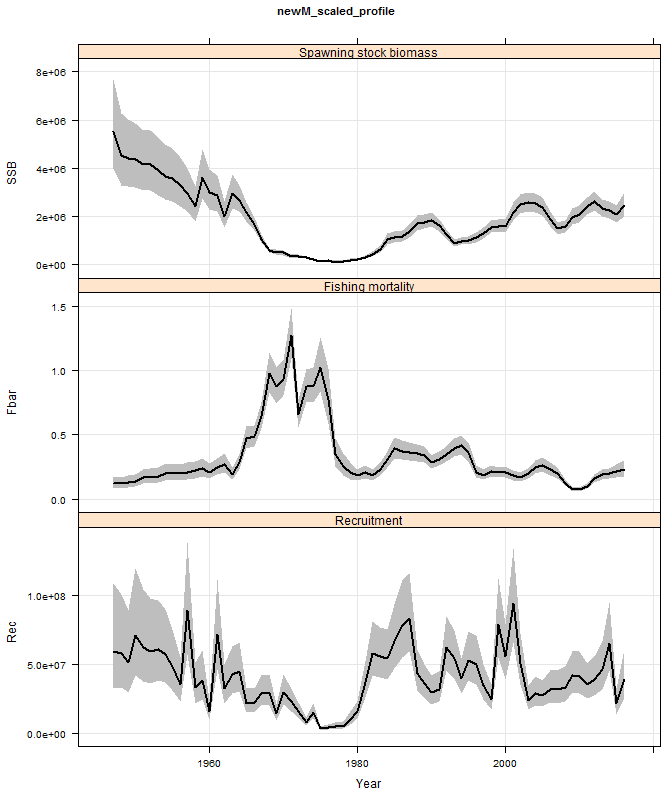 newM_scaled_profile
Spawning stock biomass
8e+06
6e+06
4e+06
2e+06
0e+00
SSB
Fishing mortality
1.5
1.0
0.5
0.0
Fbar
Recruitment
1.0e+08
5.0e+07
0.0e+00
Rec
1960 1980 2000
Year